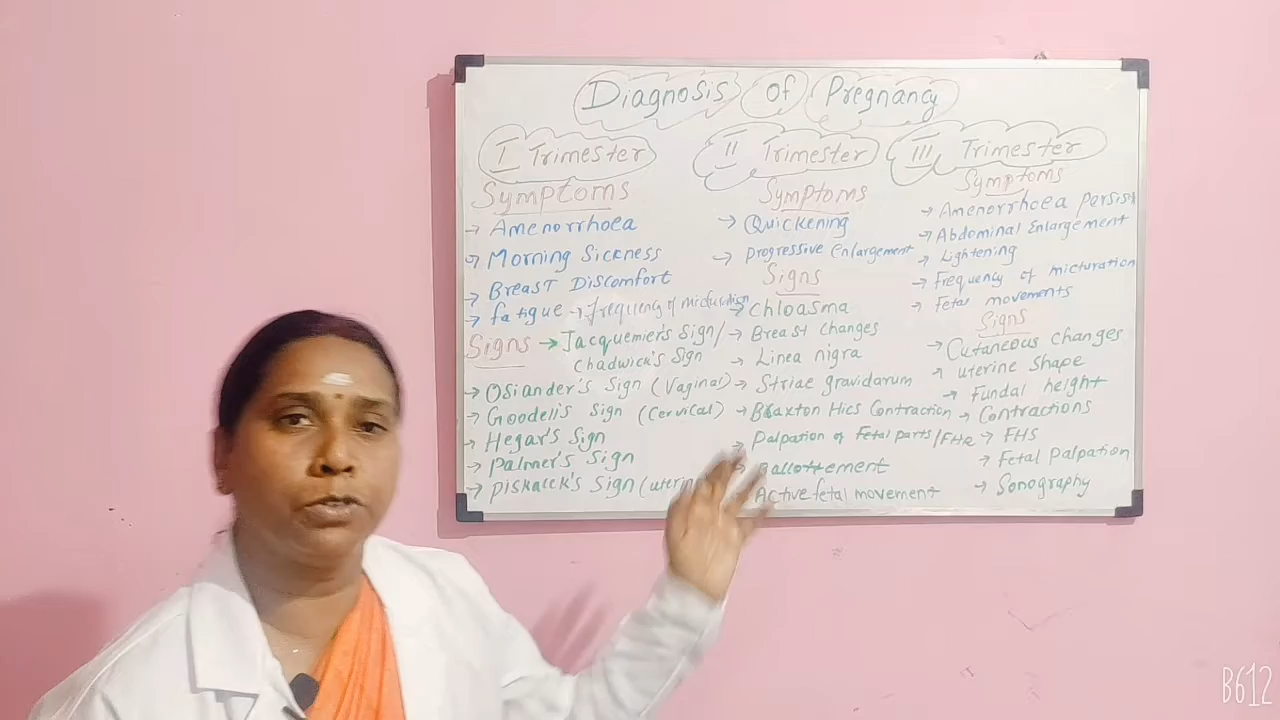 Diagnosis of Pregnancy
I Trimester
Symptoms
→ Amenorrhoea
→ Morning Sickness
→ Breast Discomfort
→ fatigue → frequency of micturition
Signs → Jacquemier's Sign/
Chadwick's Sign
→ Osiander's Sign (Vaginal)
→ Goodell's Sign (Cervical)
→ Hegar's Sign
→ Palmer's Sign
→ Piskacek's Sign (uterin
II Trimester
Symptoms
→ Quickening
→ Progressive Enlargement
Signs
→ Chloasma
→ Breast Changes
→ Linea nigra
→ Striae gravidarum
→ Braxton Hics Contraction
→ Palpation of Fetal parts/FHR
→ Ballottement
→ Active fetal movement
III Trimester
Symptoms
→ Amenorrhoea Persist
→ Abdominal Enlargement
→ Lightening
→ Frequency of micturation
→ Fetal movements
Signs
→ Cutaneous changes
→ uterine Shape
→ Fundal height
→ Contractions
→ FHS
→ Fetal Palpation
→ Sonography
B612